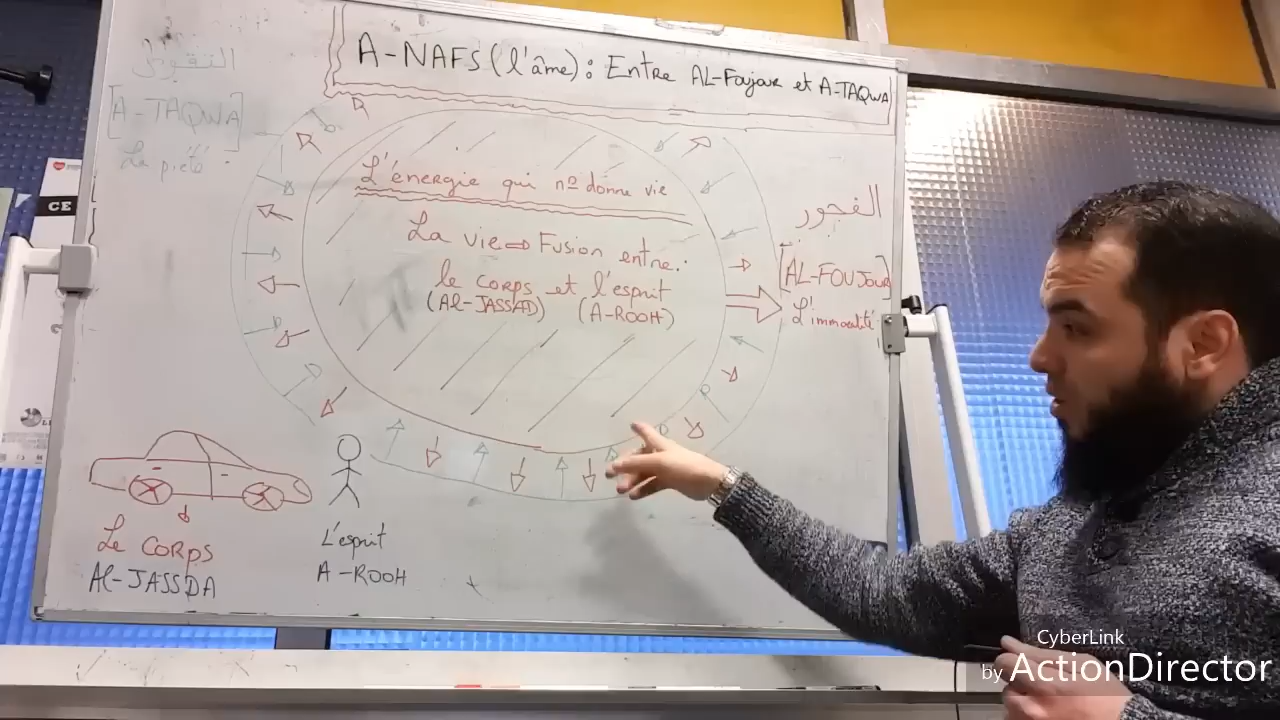 A-NAFS (l'âme) : Entre AL-Foujour et A-TAQWA
التقوى
[A-TAQWA]
La piété.
L'énergie qui ns donne vie
La vie ⇒ Fusion entre:
le corps et l'esprit
(Al-JASSAD) (A-ROOH)
الفجور
[AL-FOUJOUR]
L'immoralité
Le CORPS
Al-JASSDA
L'esprit
A-ROOH
CE
CyberLink
by ActionDirector